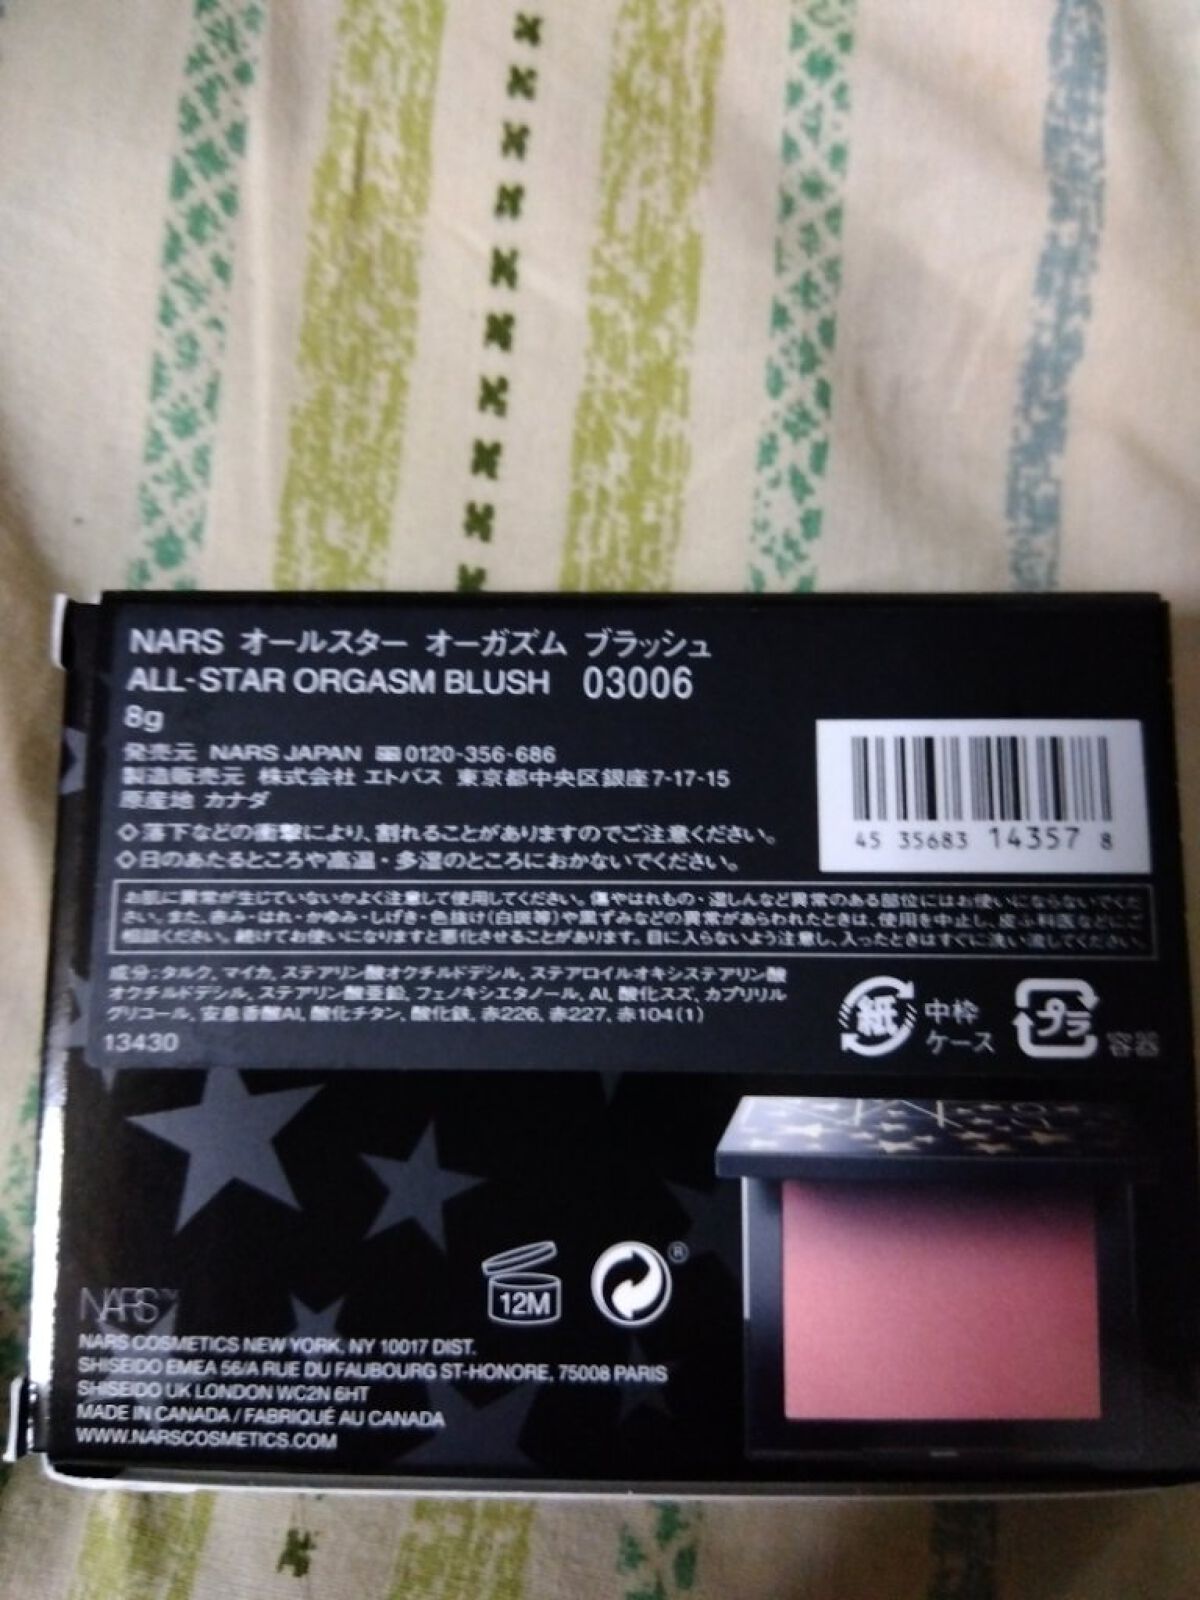 NARS オールスター オーガズム ブラッシュ
ALL-STAR ORGASM BLUSH 03006
8g
発売元 NARS JAPAN 0120-356-686
製造販売元 株式会社 エトバス 東京都中央区銀座7-17-15
原産地 カナダ
◇落下などの衝撃により、割れることがありますのでご注意ください。
◇日のあたるところや高温・多湿のところにおかないでください。
45 35683 14357 8
お肌に異常が生じていないかよく注意して使用してください。傷やはれもの・湿しんなど異常のある部位にはお使いにならないでくだ
さい。また、赤み・はれ・かゆみ・しげき・色抜け(白斑等)や黒ずみなどの異常があらわれたときは、使用を中止し、皮ふ科医などにご
相談ください。続けてお使いになりますと悪化させることがあります。目に入らないよう注意し、入ったときはすぐに洗い流してください。
成分:タルク、マイカ、ステアリン酸オクチルドデシル、ステアロイルオキシステアリン酸
オクチルドデシル、ステアリン酸亜鉛、フェノキシエタノール、Al、酸化スズ、カプリリル
グリコール、安息香酸Al、酸化チタン、酸化鉄、赤226、赤227、赤104(1)
13430
紙 中枠
ケース
プラ 容器
NARS
12M
®
NARS™
NARS COSMETICS NEW YORK, NY 10017 DIST.
SHISEIDO EMEA 56/A RUE DU FAUBOURG ST-HONORE, 75008 PARIS
SHISEIDO UK LONDON WC2N 6HT
MADE IN CANADA / FABRIQUÉ AU CANADA
WWW.NARSCOSMETICS.COM